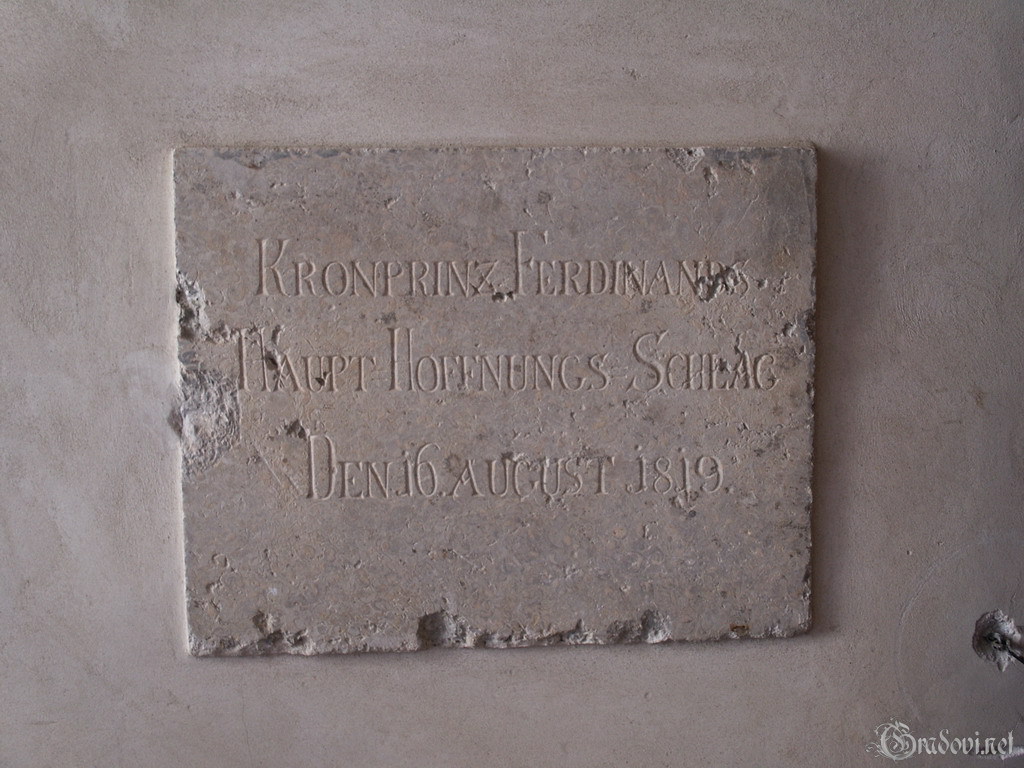 KRONPRINZ FERDINANDS
HAUPT HOFFNUNGS SCHLAG
DEN 16. AUGUST 1819.
Gradovi.net